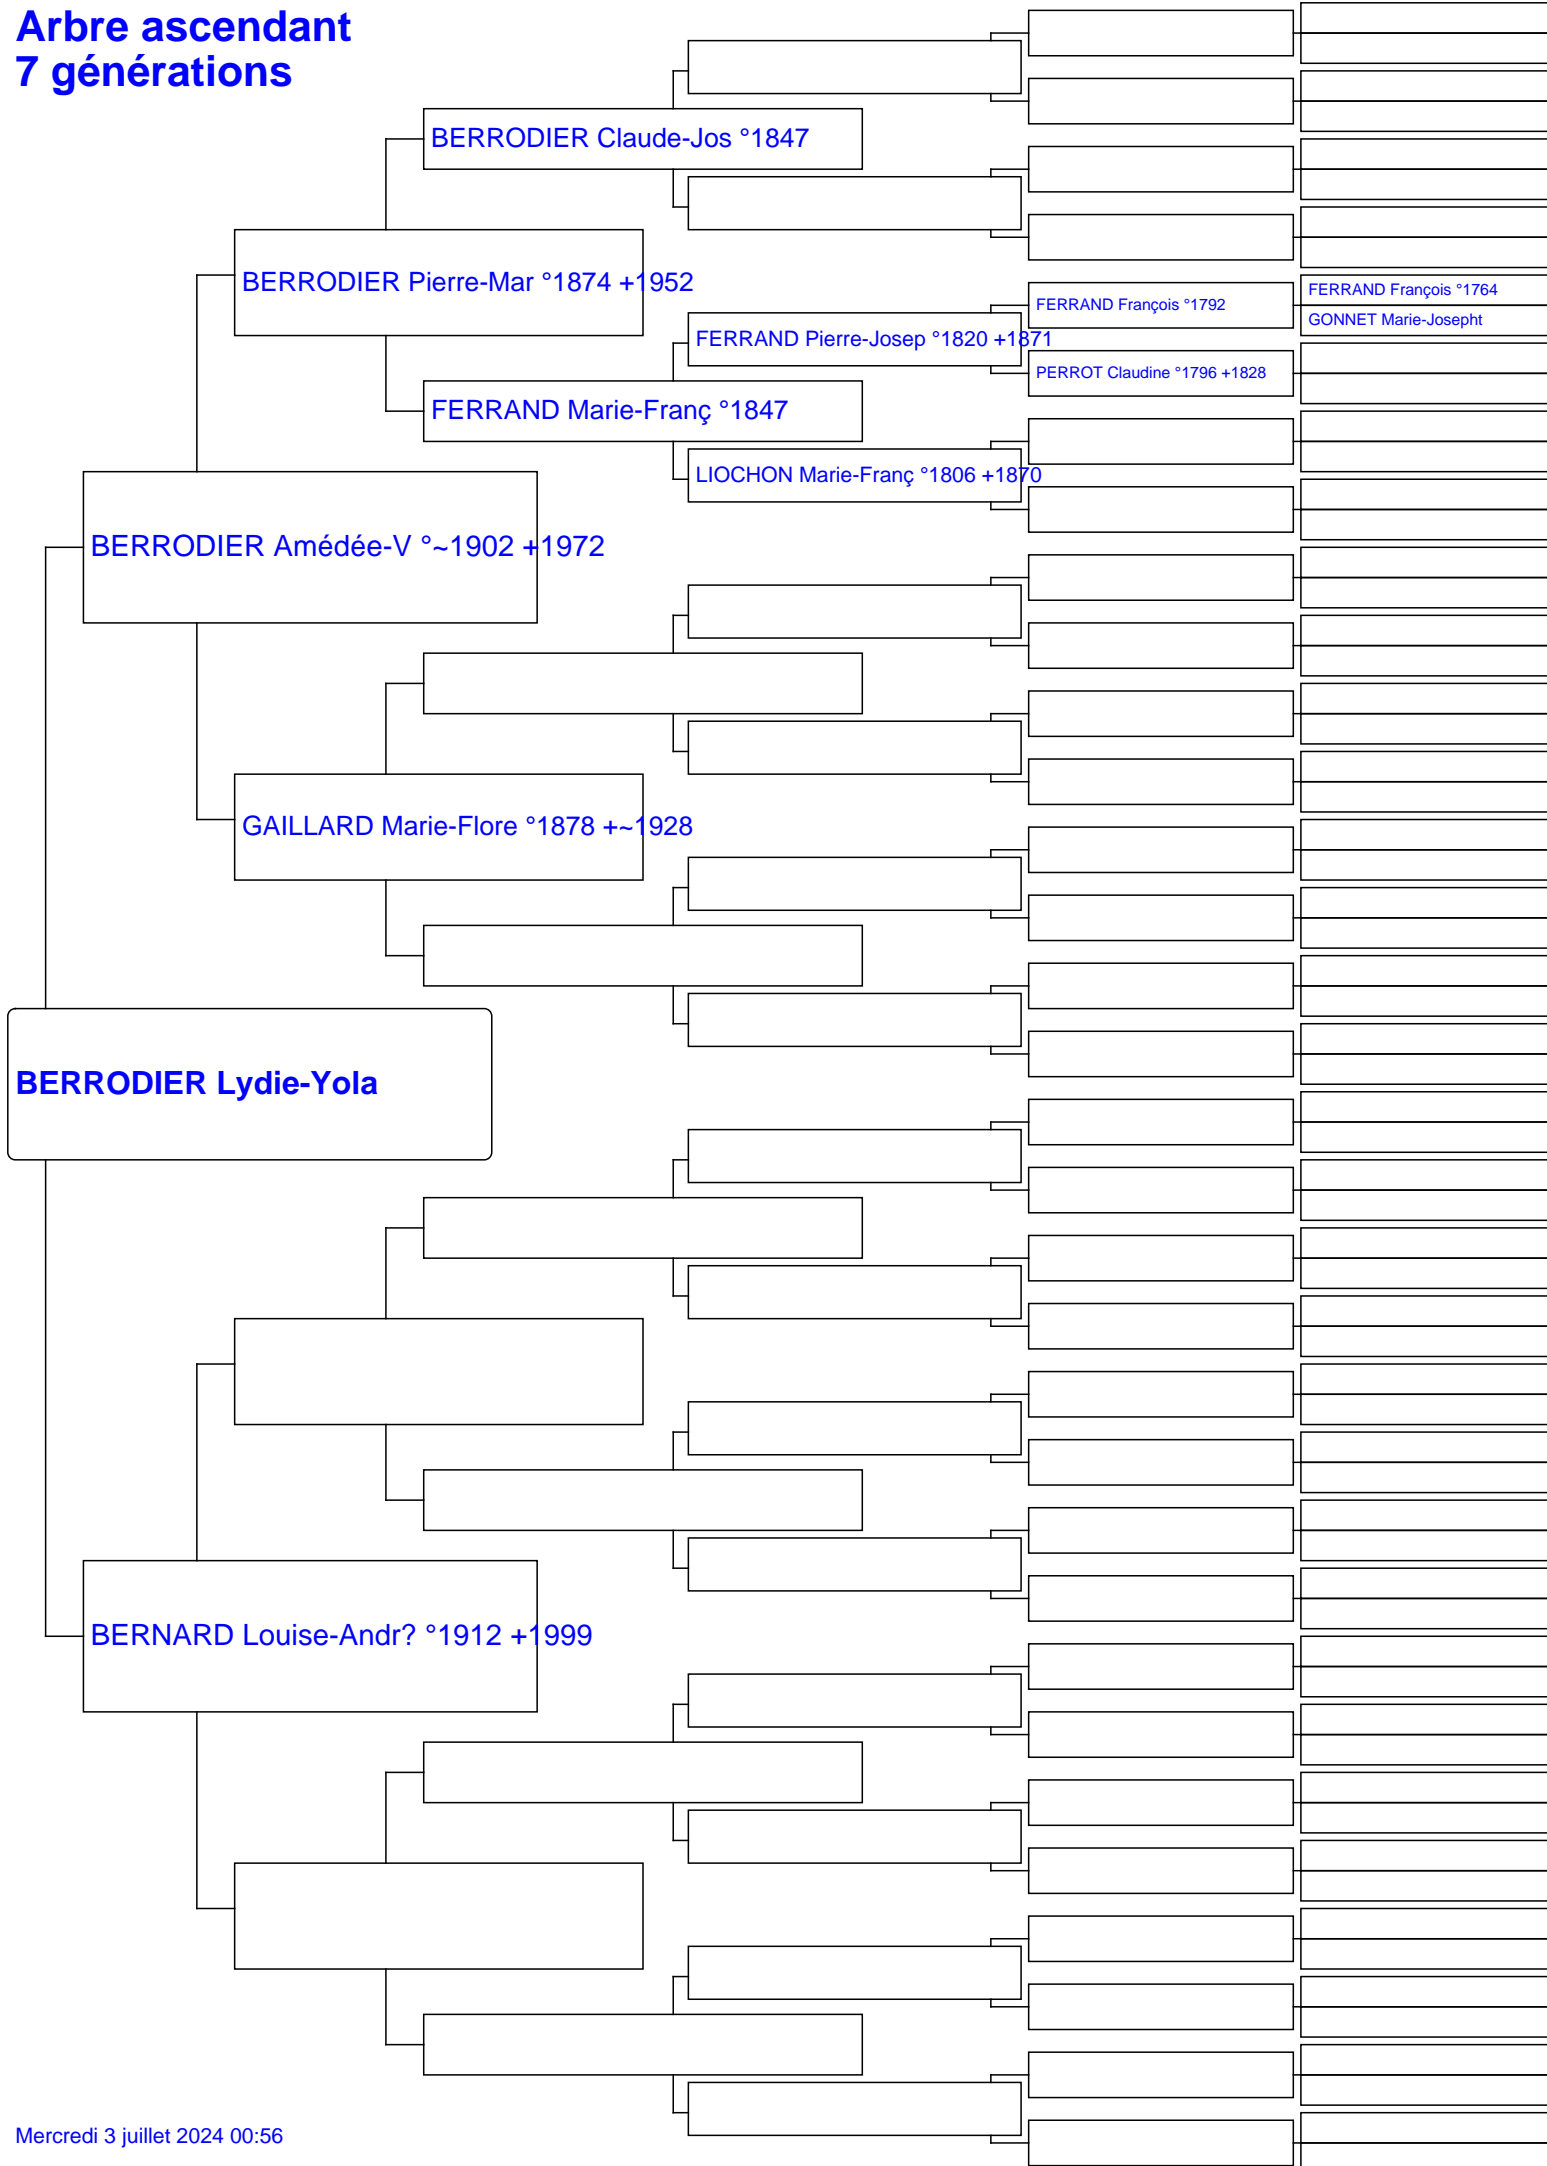 Arbre ascendant
7 générations
BERRODIER Claude-Jos °1847
BERRODIER Pierre-Mar °1874 +1952
FERRAND François °1764
FERRAND François °1792
GONNET Marie-Josepht
FERRAND Pierre-Josep °1820 +1871
PERROT Claudine °1796 +1828
FERRAND Marie-Franç °1847
LIOCHON Marie-Franç °1806 +1870
BERRODIER Amédée-V °~1902 +1972
GAILLARD Marie-Flore °1878 +~1928
BERRODIER Lydie-Yola
BERNARD Louise-Andr? °1912 +1999
Mercredi 3 juillet 2024 00:56